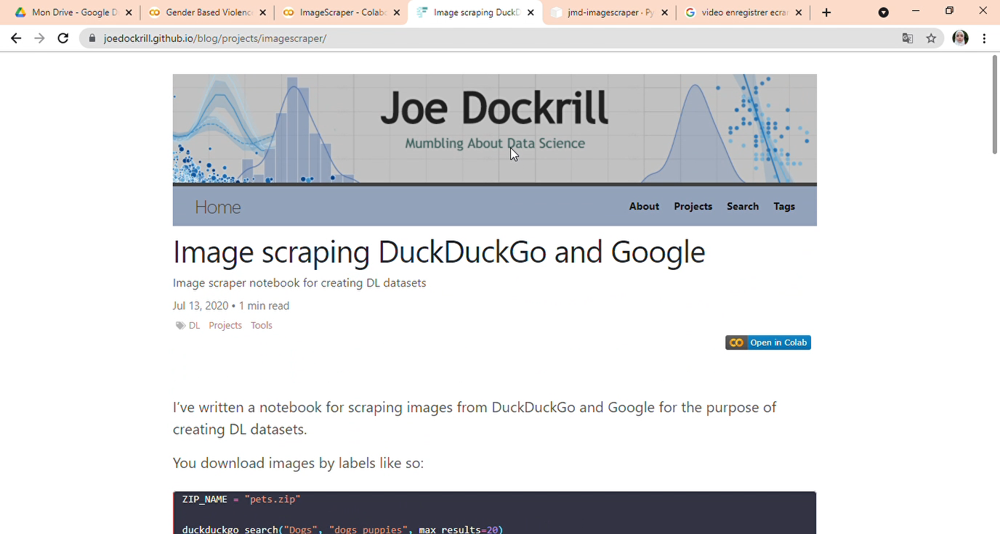 Mon Drive - Google D
Gender Based Violence
ImageScraper - Colab
Image scraping DuckD
jmd-imagescraper · Py
video enregistrer ecran
joedockrill.github.io/blog/projects/imagescraper/
Joe Dockrill
Mumbling About Data Science
Home
About
Projects
Search
Tags
Image scraping DuckDuckGo and Google
Image scraper notebook for creating DL datasets
Jul 13, 2020 • 1 min read
DL Projects Tools
Open in Colab
I've written a notebook for scraping images from DuckDuckGo and Google for the purpose of
creating DL datasets.
You download images by labels like so:
ZIP_NAME = "pets.zip"
duckduckgo_search("Dogs", "dogs puppies", max_results=20)